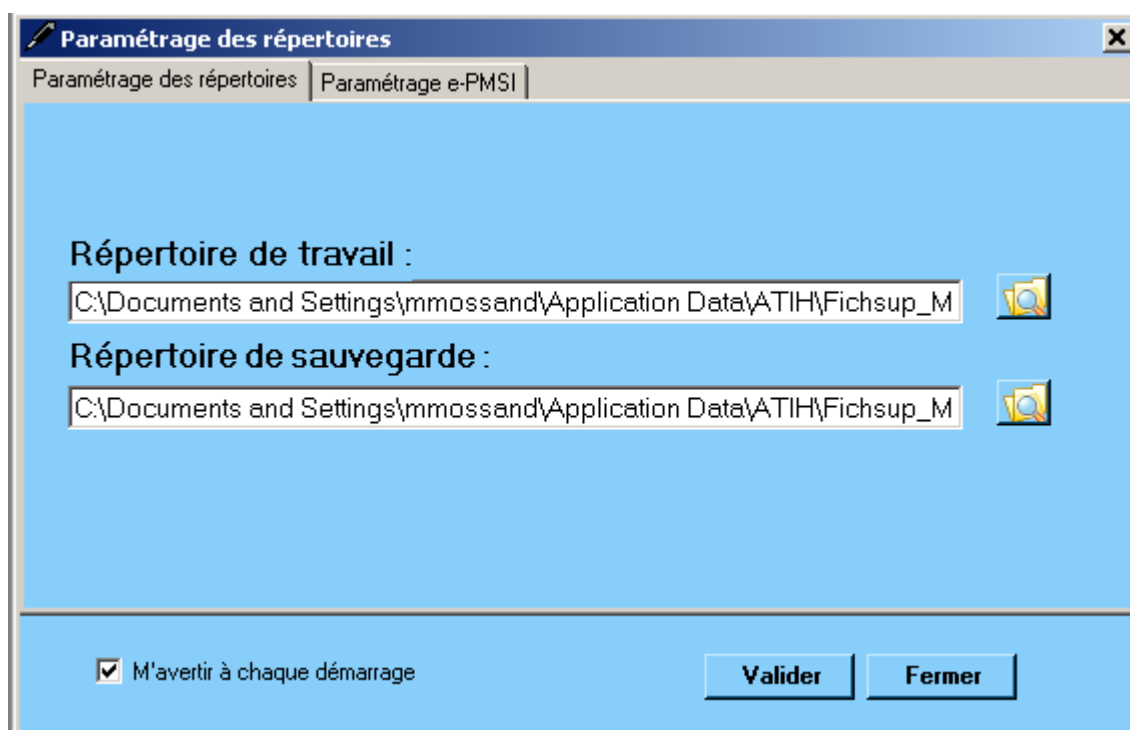 Paramétrage des répertoires
Paramétrage des répertoires Paramétrage e-PMSI
Répertoire de travail :
C:\Documents and Settings\mmossand\Application Data\ATIH\Fichsup_M
Répertoire de sauvegarde :
C:\Documents and Settings\mmossand\Application Data\ATIH\Fichsup_M
M'avertir à chaque démarrage Valider Fermer